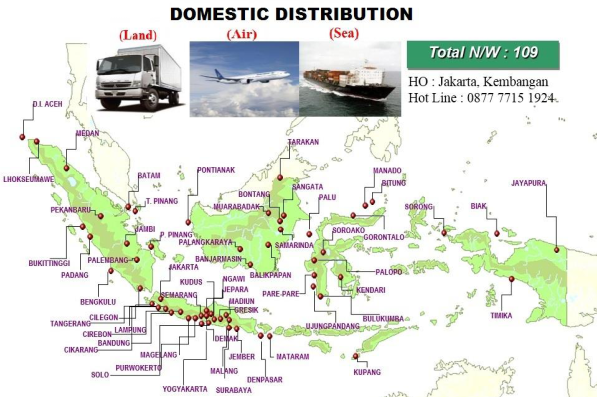 DOMESTIC DISTRIBUTION
(Land)
(Air)
(Sea)
Total N/W : 109
HO : Jakarta, Kembangan
Hot Line : 0877 7715 1924.
D.I. ACEH
MEDAN
LHOKSEUMAWE
BATAM
T. PINANG
PEKANBARU
JAMBI
P. PINANG
PALEMBANG
BUKITTINGGI
PADANG
BENGKULU
JAKARTA
TARAKAN
PONTIANAK
BONTANG
SANGATA
MUARABADAK
PALU
PALANGKARAYA
SAMARINDA
BANJARMASIN
BALIKPAPAN
MANADO
BITUNG
SOROAKO
GORONTALO
PALOPO
KENDARI
PARE-PARE
BULUKUMBA
UJUNGPANDANG
SORONG
BIAK
JAYAPURA
TIMIKA
NGAWI
KUDUS
JEPARA
SEMARANG
MADIUN
GRESIK
CILEGON
TANGERANG
LAMPUNG
CIREBON
BANDUNG
CIKARANG
DEMAK
MAGELANG
JEMBER
MATARAM
PURWOKERTO
SOLO
MALANG
DENPASAR
KUPANG
YOGYAKARTA
SURABAYA